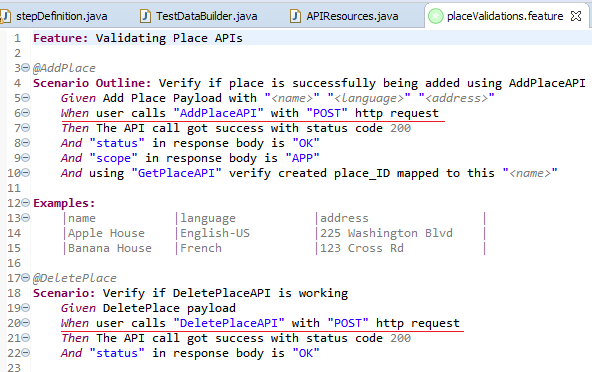 stepDefinition.java TestDataBuilder.java APIResources.java placeValidations.feature
1 Feature: Validating Place APIs
2
3 @AddPlace
4 Scenario Outline: Verify if place is successfully being added using AddPlaceAPI
5 Given Add Place Payload with "<name>" "<language>" "<address>"
6 When user calls "AddPlaceAPI" with "POST" http request
7 Then The API call got success with status code 200
8 And "status" in response body is "OK"
9 And "scope" in response body is "APP"
10 And using "GetPlaceAPI" verify created place_ID mapped to this "<name>"
11
12 Examples:
13 |name |language |address |
14 |Apple House |English-US |225 Washington Blvd |
15 |Banana House |French |123 Cross Rd |
16
17 @DeletePlace
18 Scenario: Verify if DeletePlaceAPI is working
19 Given DeletePlace payload
20 When user calls "DeletePlaceAPI" with "POST" http request
21 Then The API call got success with status code 200
22 And "status" in response body is "OK"
23